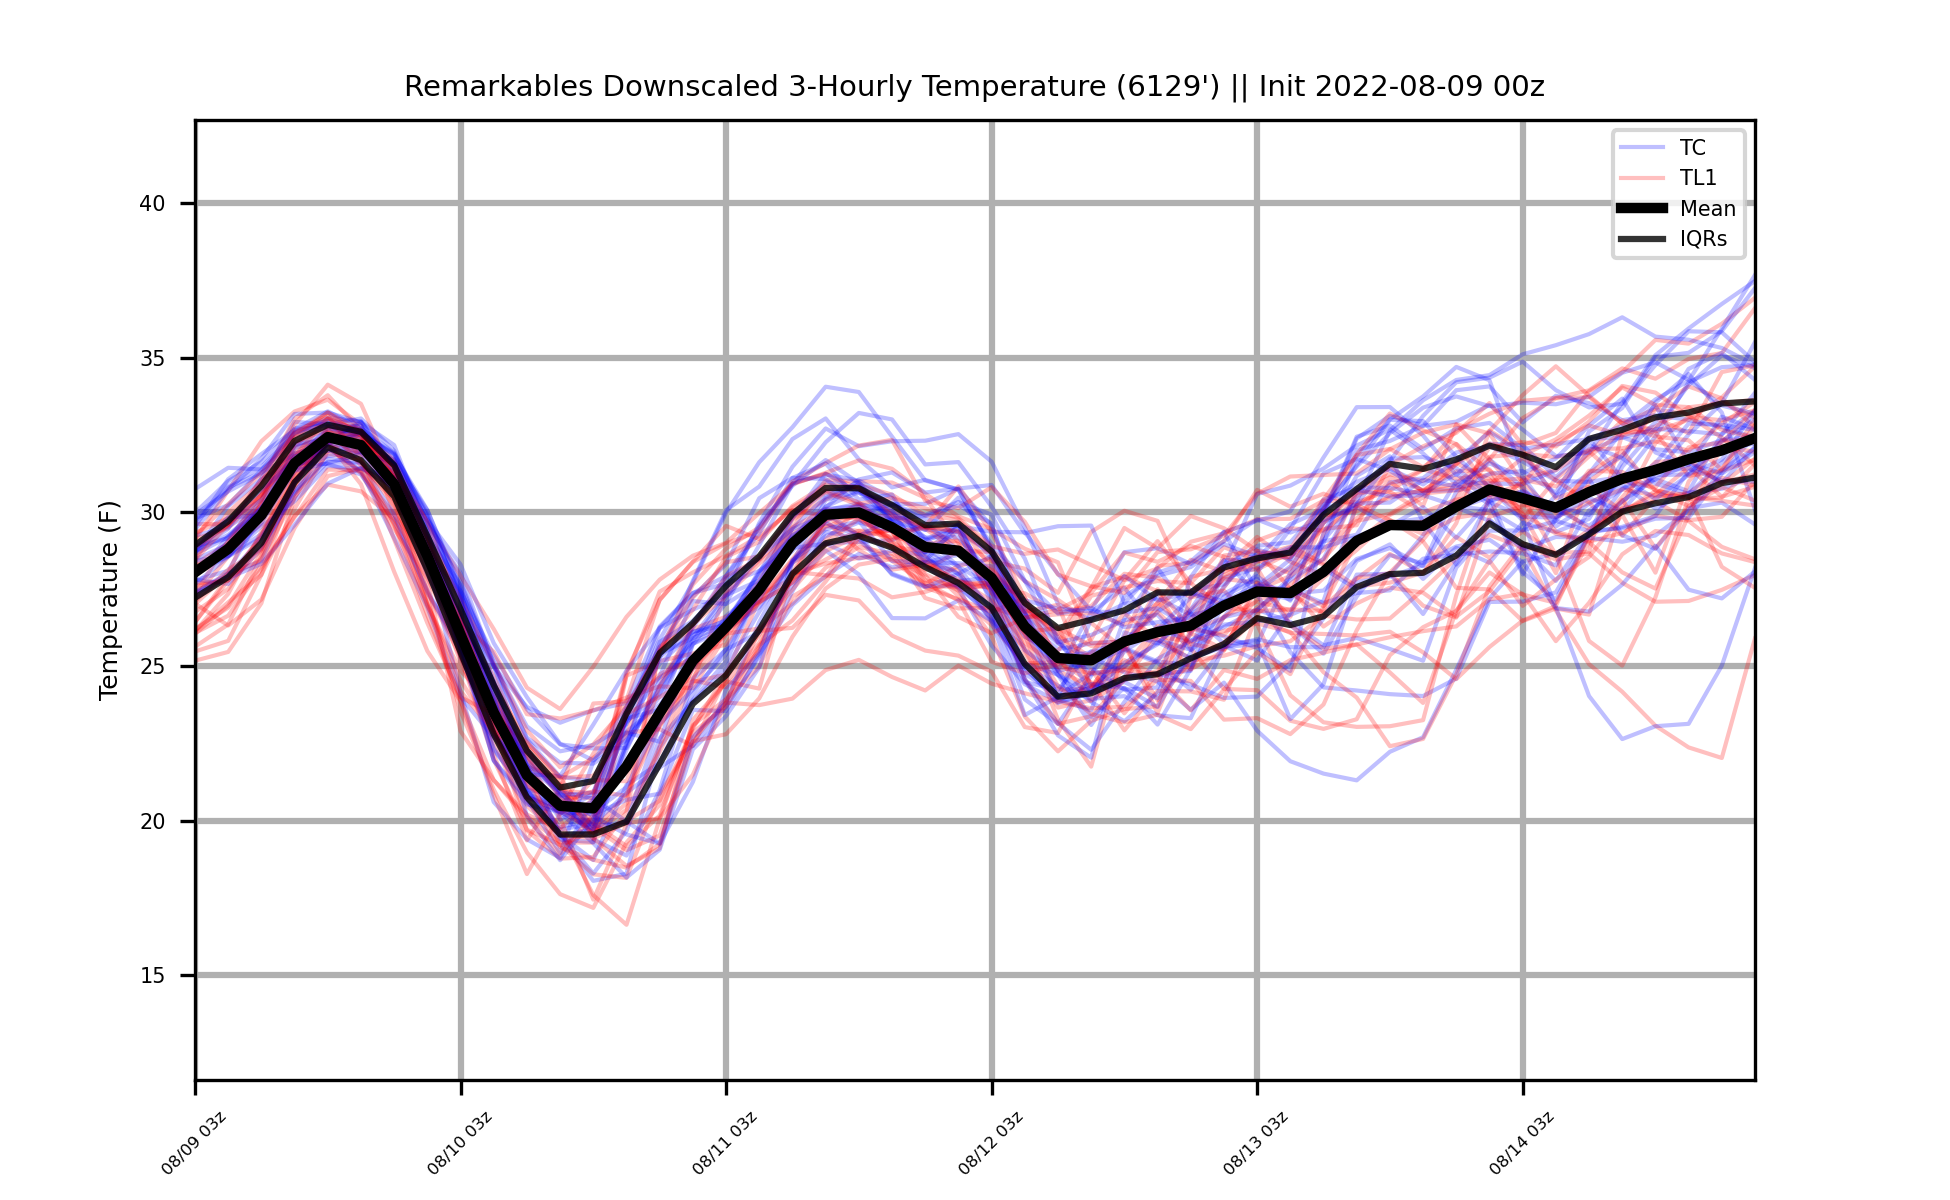 Remarkables Downscaled 3-Hourly Temperature (6129') || Init 2022-08-09 00z
TC
TL1
Mean
IQRs
Temperature (F)
40
35
30
25
20
15
08/09 03z
08/10 03z
08/11 03z
08/12 03z
08/13 03z
08/14 03z